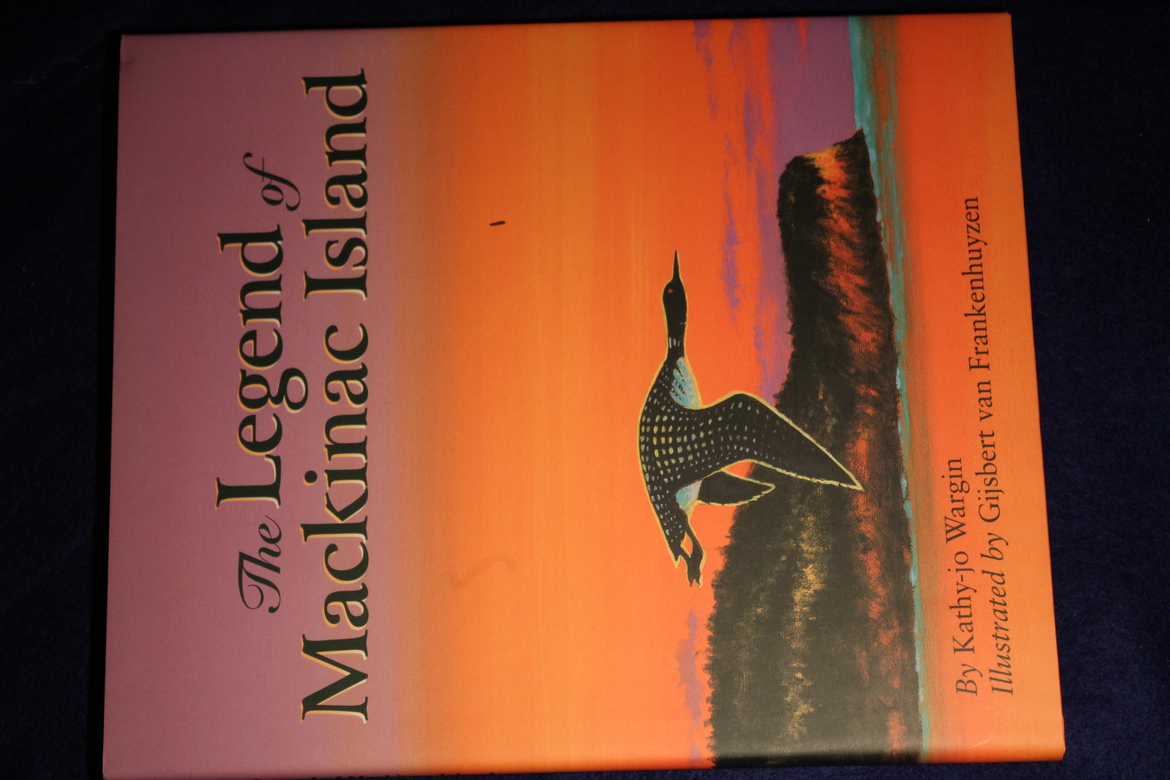 The Legend of
Mackinac Island
By Kathy-jo Wargin
Illustrated by Gijsbert van Frankenhuyzen